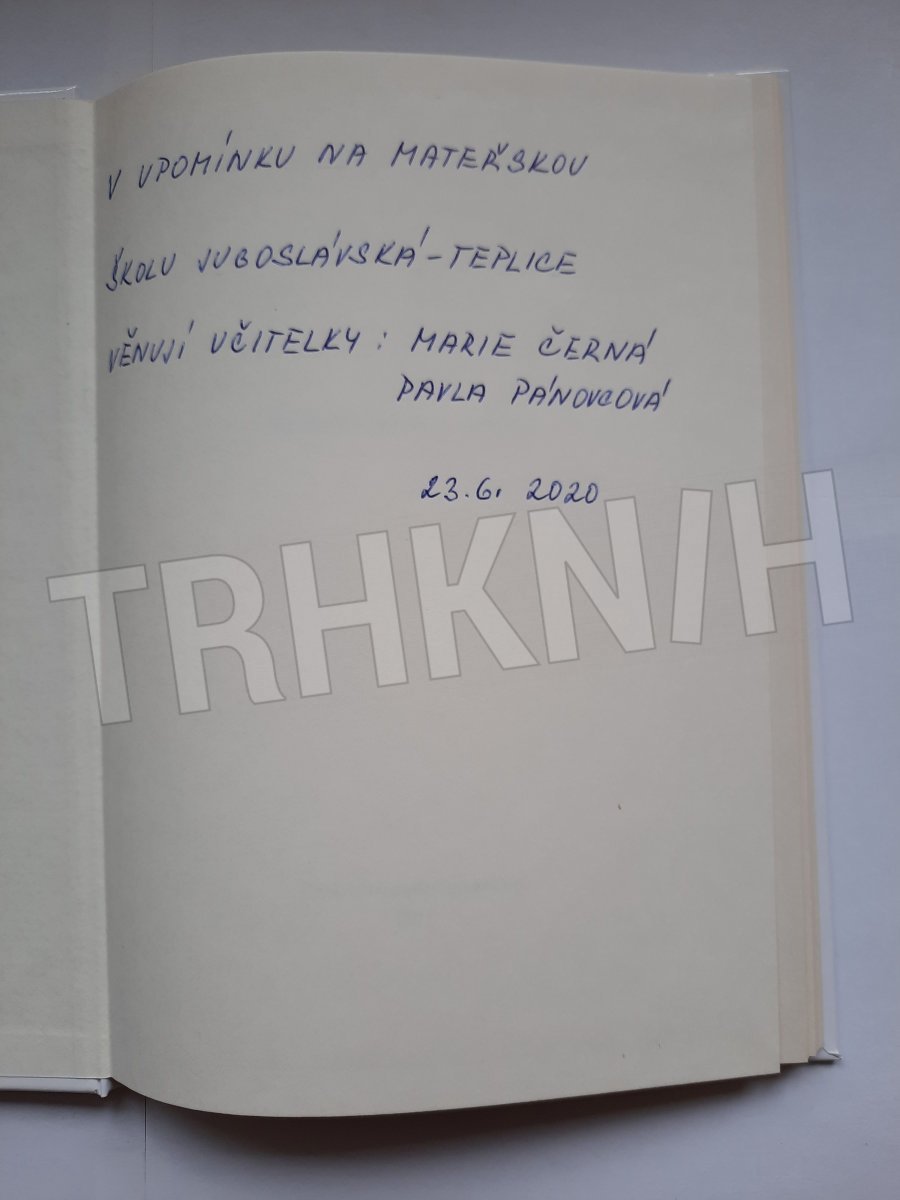 V UPOMÍNKU NA MATEŘSKOU
ŠKOLU JUGOSLÁVSKÁ-TEPLICE
VĚNUJÍ UČITELKY: MARIE ČERNÁ
PAVLA PÁNOVCOVÁ
23.6. 2020
TRHKNIH